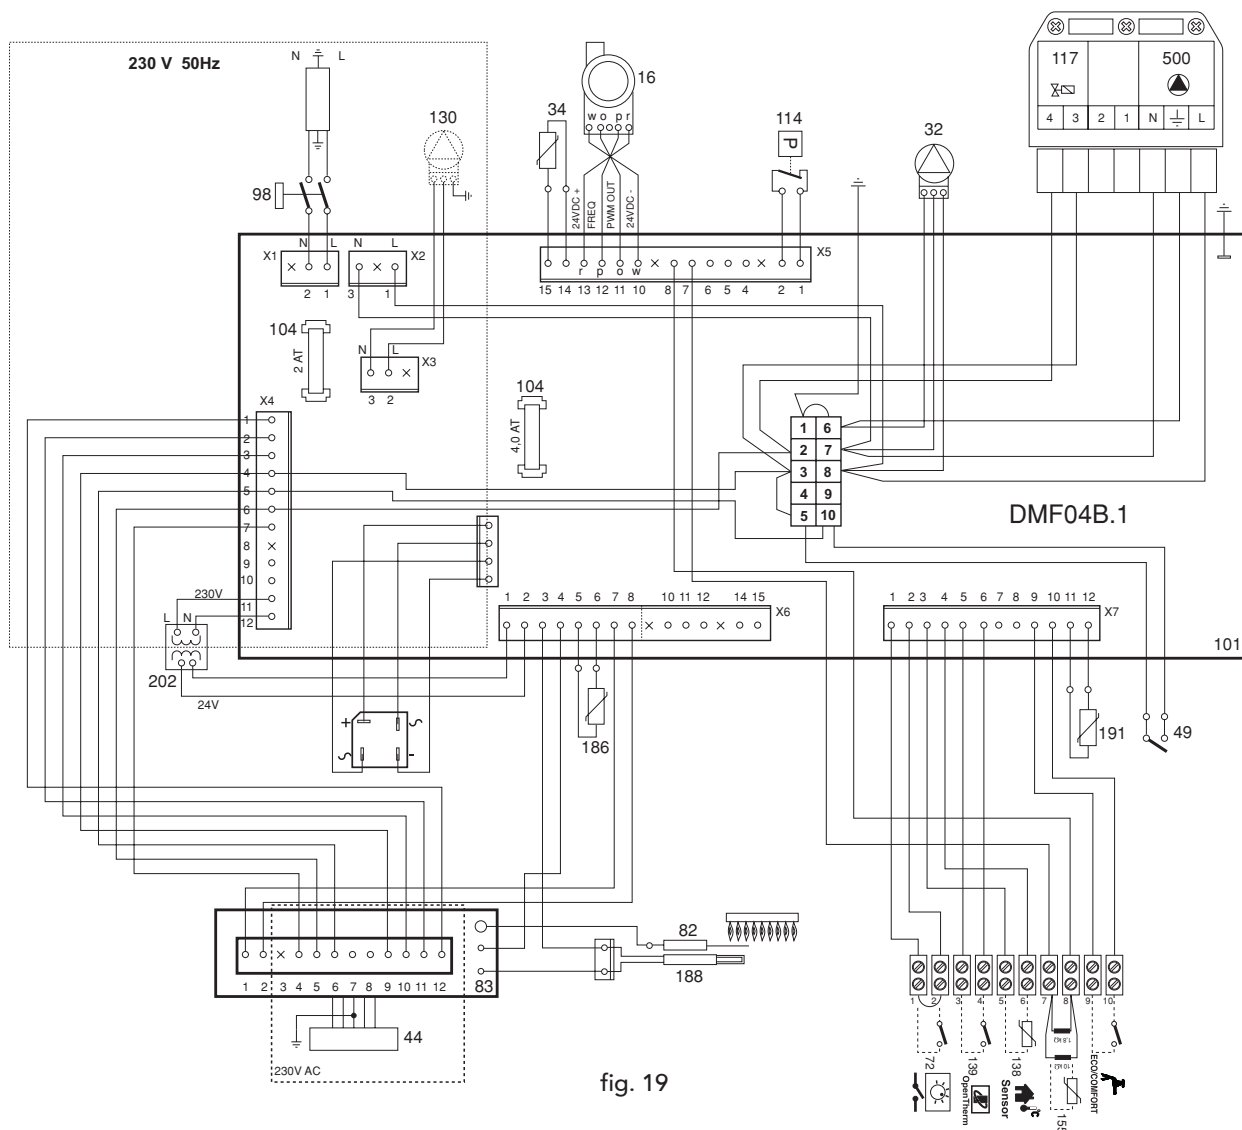 230 V 50Hz
N L
98
130
34
16
w o p r
114
P
32
117
500
4 3 2 1 N L
24VDC +
FREQ
PWM OUT
24VDC -
X1
N L
2 1
N L
X2
3 1
X5
r p o w
15 14 13 12 11 10 8 7 6 5 4 2 1
104
2 AT
N L
X3
3 2
104
4,0 AT
X4
1
2
3
4
5
6
7
8
9
10
11
12
1 6
2 7
3 8
4 9
5 10
DMF04B.1
230V
L N
202
24V
1 2 3 4 5 6 7 8 10 11 12 14 15
X6
1 2 3 4 5 6 7 8 9 10 11 12
X7
101
+
-
186
191
49
82
188
83
1 2 3 4 5 6 7 8 9 10 11 12
44
230V AC
fig. 19
1 2 3 4 5 6 7 8 9 10
72
139
138
155
1,8 kΩ
10 kΩ
OpenTherm
Sensor
°C
ECO/COMFORT